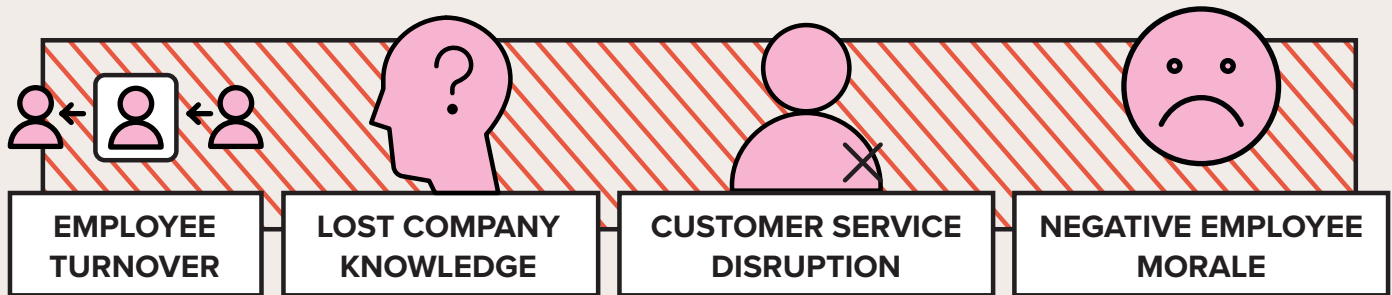 ?
EMPLOYEE
TURNOVER
LOST COMPANY
KNOWLEDGE
CUSTOMER SERVICE
DISRUPTION
NEGATIVE EMPLOYEE
MORALE